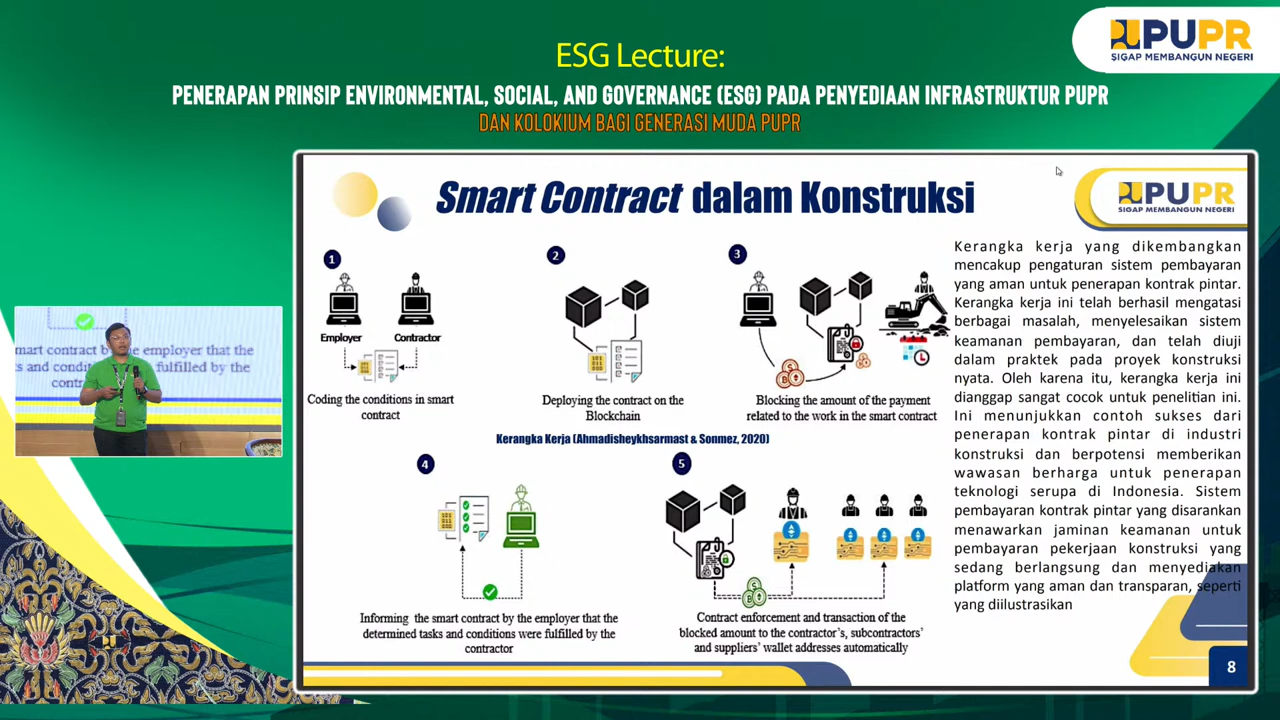 ESG Lecture:
PENERAPAN PRINSIP ENVIRONMENTAL, SOCIAL, AND GOVERNANCE (ESG) PADA PENYEDIAAN INFRASTRUKTUR PUPR
DAN KOLOKIUM BAGI GENERASI MUDA PUPR
PUPR
SIGAP MEMBANGUN NEGERI
Smart Contract dalam Konstruksi
PUPR
SIGAP MEMBANGUN NEGERI
1
Employer
Contractor
Coding the conditions in smart
contract
2
Deploying the contract on the
Blockchain
3
Blocking the amount of the payment
related to the work in the smart contract
Kerangka Kerja (Ahmadisheykhsarmast & Sonmez, 2020)
4
Informing the smart contract by the employer that the
determined tasks and conditions were fulfilled by the
contractor
5
Contract enforcement and transaction of the
blocked amount to the contractor's, subcontractors'
and suppliers' wallet addresses automatically
Kerangka kerja yang dikembangkan
mencakup pengaturan sistem pembayaran
yang aman untuk penerapan kontrak pintar.
Kerangka kerja ini telah berhasil mengatasi
berbagai masalah, menyelesaikan sistem
keamanan pembayaran, dan telah diuji
dalam praktek pada proyek konstruksi
nyata. Oleh karena itu, kerangka kerja ini
dianggap sangat cocok untuk penelitian ini.
Ini menunjukkan contoh sukses dari
penerapan kontrak pintar di industri
konstruksi dan berpotensi memberikan
wawasan berharga untuk penerapan
teknologi serupa di Indonesia. Sistem
pembayaran kontrak pintar yang disarankan
menawarkan jaminan keamanan untuk
pembayaran pekerjaan konstruksi yang
sedang berlangsung dan menyediakan
platform yang aman dan transparan, seperti
yang diilustrasikan
8
mart contract b the employer that the
ks and condit fulfilled by the
contr